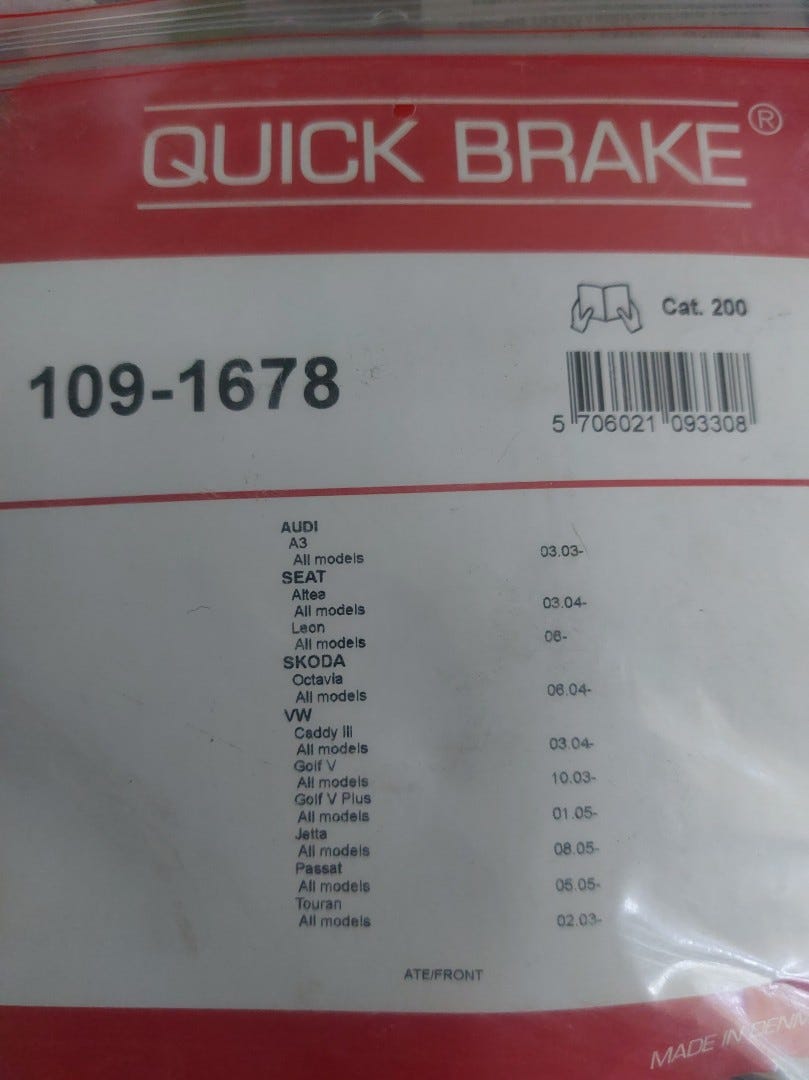 QUICK BRAKE®
Cat. 200
109-1678
5 706021 093308
AUDI
A3
All models 03.03-
SEAT
Altea
All models 03.04-
Leon
All models 06-
SKODA
Octavia
All models 06.04-
VW
Caddy III
All models 03.04-
Golf V
All models 10.03-
Golf V Plus
All models 01.05-
Jetta
All models 08.05-
Passat
All models 05.05-
Touran
All models 02.03-
ATE/FRONT
MADE IN